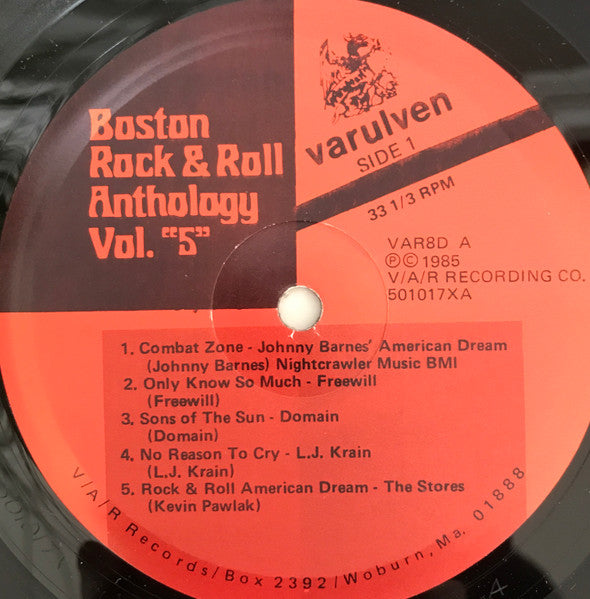 Boston
Rock & Roll
Anthology
Vol. "5"
varulven
SIDE 1
33 1/3 RPM
VAR8D A
℗© 1985
V/A/R RECORDING CO.
501017XA
1. Combat Zone - Johnny Barnes' American Dream
(Johnny Barnes) Nightcrawler Music BMI
2. Only Know So Much - Freewill
(Freewill)
3. Sons of The Sun - Domain
(Domain)
4. No Reason To Cry - L.J. Krain
(L.J. Krain)
5. Rock & Roll American Dream - The Stores
(Kevin Pawlak)
V/A/R Records/Box 2392/Woburn, Ma. 01888